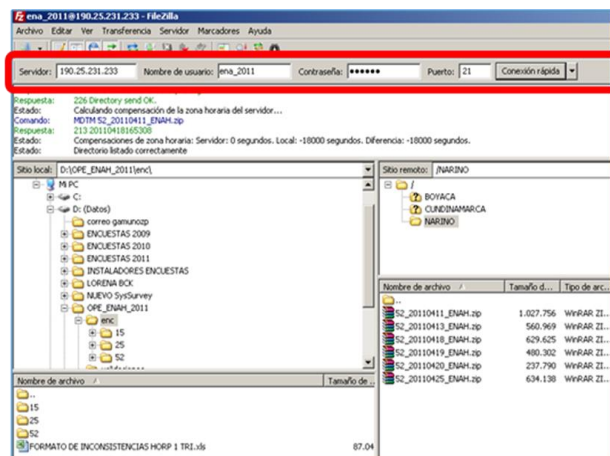 ena_2011@190.25.231.233 - FileZilla
Archivo Editar Ver Transferencia Servidor Marcadores Ayuda
Servidor: 190.25.231.233 Nombre de usuario: ena_2011 Contraseña: ●●●●●● Puerto: 21 Conexión rápida
Respuesta: 226 Directory send OK.
Estado: Calculando compensación de la zona horaria del servidor...
Comando: MDTM 52_20110411_ENAH.zip
Respuesta: 213 20110418165308
Estado: Compensaciones de zona horaria: Servidor: 0 segundos. Local: -18000 segundos. Diferencia: -18000 segundos.
Estado: Directorio listado correctamente
Sitio local: D:\OPE_ENAH_2011\enc\
Mi PC
C:
D: (Datos)
correo gamunozp
ENCUESTAS 2009
ENCUESTAS 2010
ENCUESTAS 2011
INSTALADORES ENCUESTAS
LORENA BCK
NUEVO SysSurvey
OPE_ENAH_2011
enc
15
25
52
Nombre de archivo Tamaño de ..
..
15
25
52
FORMATO DE INCONSISTENCIAS HORP 1 TRI.xls 87.04
Sitio remoto: /NARINO
/
BOYACA
CUNDINAMARCA
NARINO
Nombre de archivo Tamaño d... Tipo de arc...
..
52_20110411_ENAH.zip 1.027.756 WinRAR ZI...
52_20110413_ENAH.zip 560.969 WinRAR ZI...
52_20110418_ENAH.zip 629.625 WinRAR ZI...
52_20110419_ENAH.zip 480.302 WinRAR ZI...
52_20110420_ENAH.zip 237.790 WinRAR ZI...
52_20110425_ENAH.zip 634.138 WinRAR ZI...